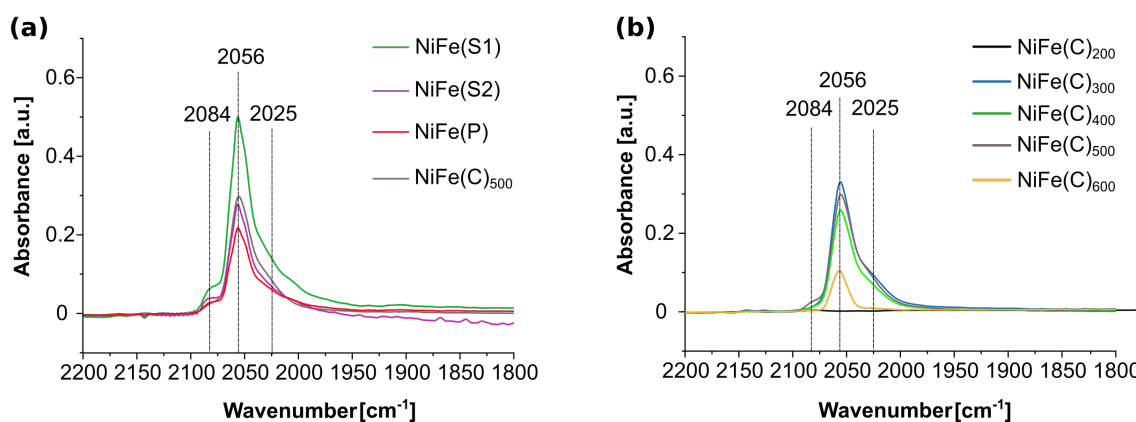 (a)
NiFe(S1)
NiFe(S2)
NiFe(P)
NiFe(C)₅₀₀
2056
2084
2025
0.6
0.4
0.2
0
Absorbance [a.u.]
2200 2150 2100 2050 2000 1950 1900 1850 1800
Wavenumber [cm⁻¹]
(b)
NiFe(C)₂₀₀
NiFe(C)₃₀₀
NiFe(C)₄₀₀
NiFe(C)₅₀₀
NiFe(C)₆₀₀
2056
2084
2025
0.6
0.4
0.2
0
Absorbance [a.u.]
2200 2150 2100 2050 2000 1950 1900 1850 1800
Wavenumber [cm⁻¹]